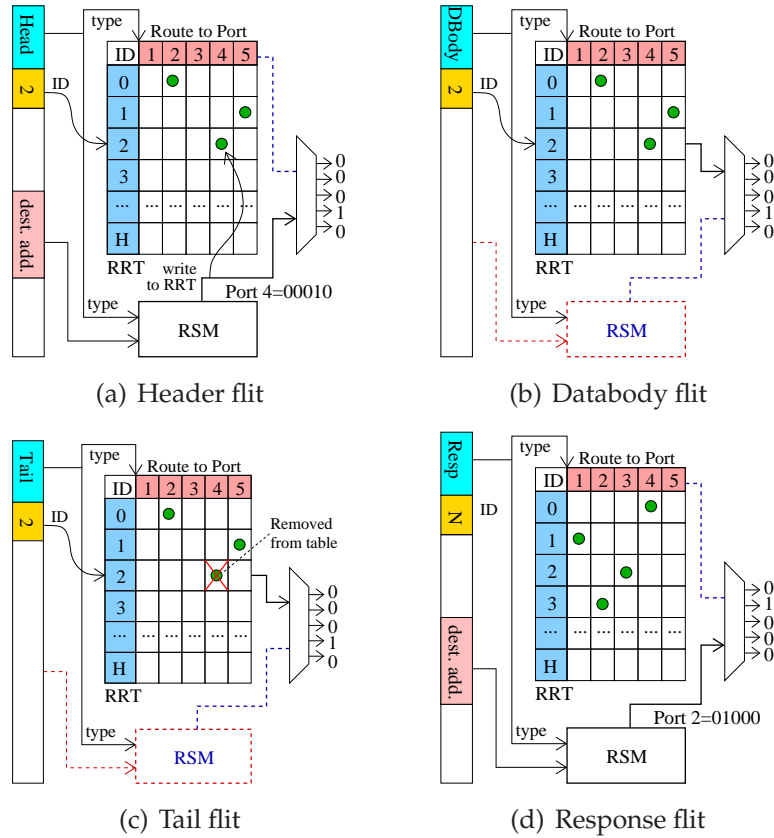 Head
2
dest. add.
type
Route to Port
ID 1 2 3 4 5
ID
0
1
2
3
... ... ... ... ... ...
H
RRT
write
to RRT
Port 4=00010
type
RSM
0
0
0
1
0
(a) Header flit
DBody
2
type
Route to Port
ID 1 2 3 4 5
ID
0
1
2
3
... ... ... ... ... ...
H
RRT
type
RSM
0
0
0
1
0
(b) Databody flit
Tail
2
type
Route to Port
ID 1 2 3 4 5
ID
0
1
2
3
... ... ... ... ... ...
H
RRT
Removed
from table
type
RSM
0
0
0
1
0
(c) Tail flit
Resp
N
dest. add.
type
Route to Port
ID 1 2 3 4 5
ID
0
1
2
3
... ... ... ... ... ...
H
RRT
Port 2=01000
type
RSM
0
1
0
0
0
(d) Response flit